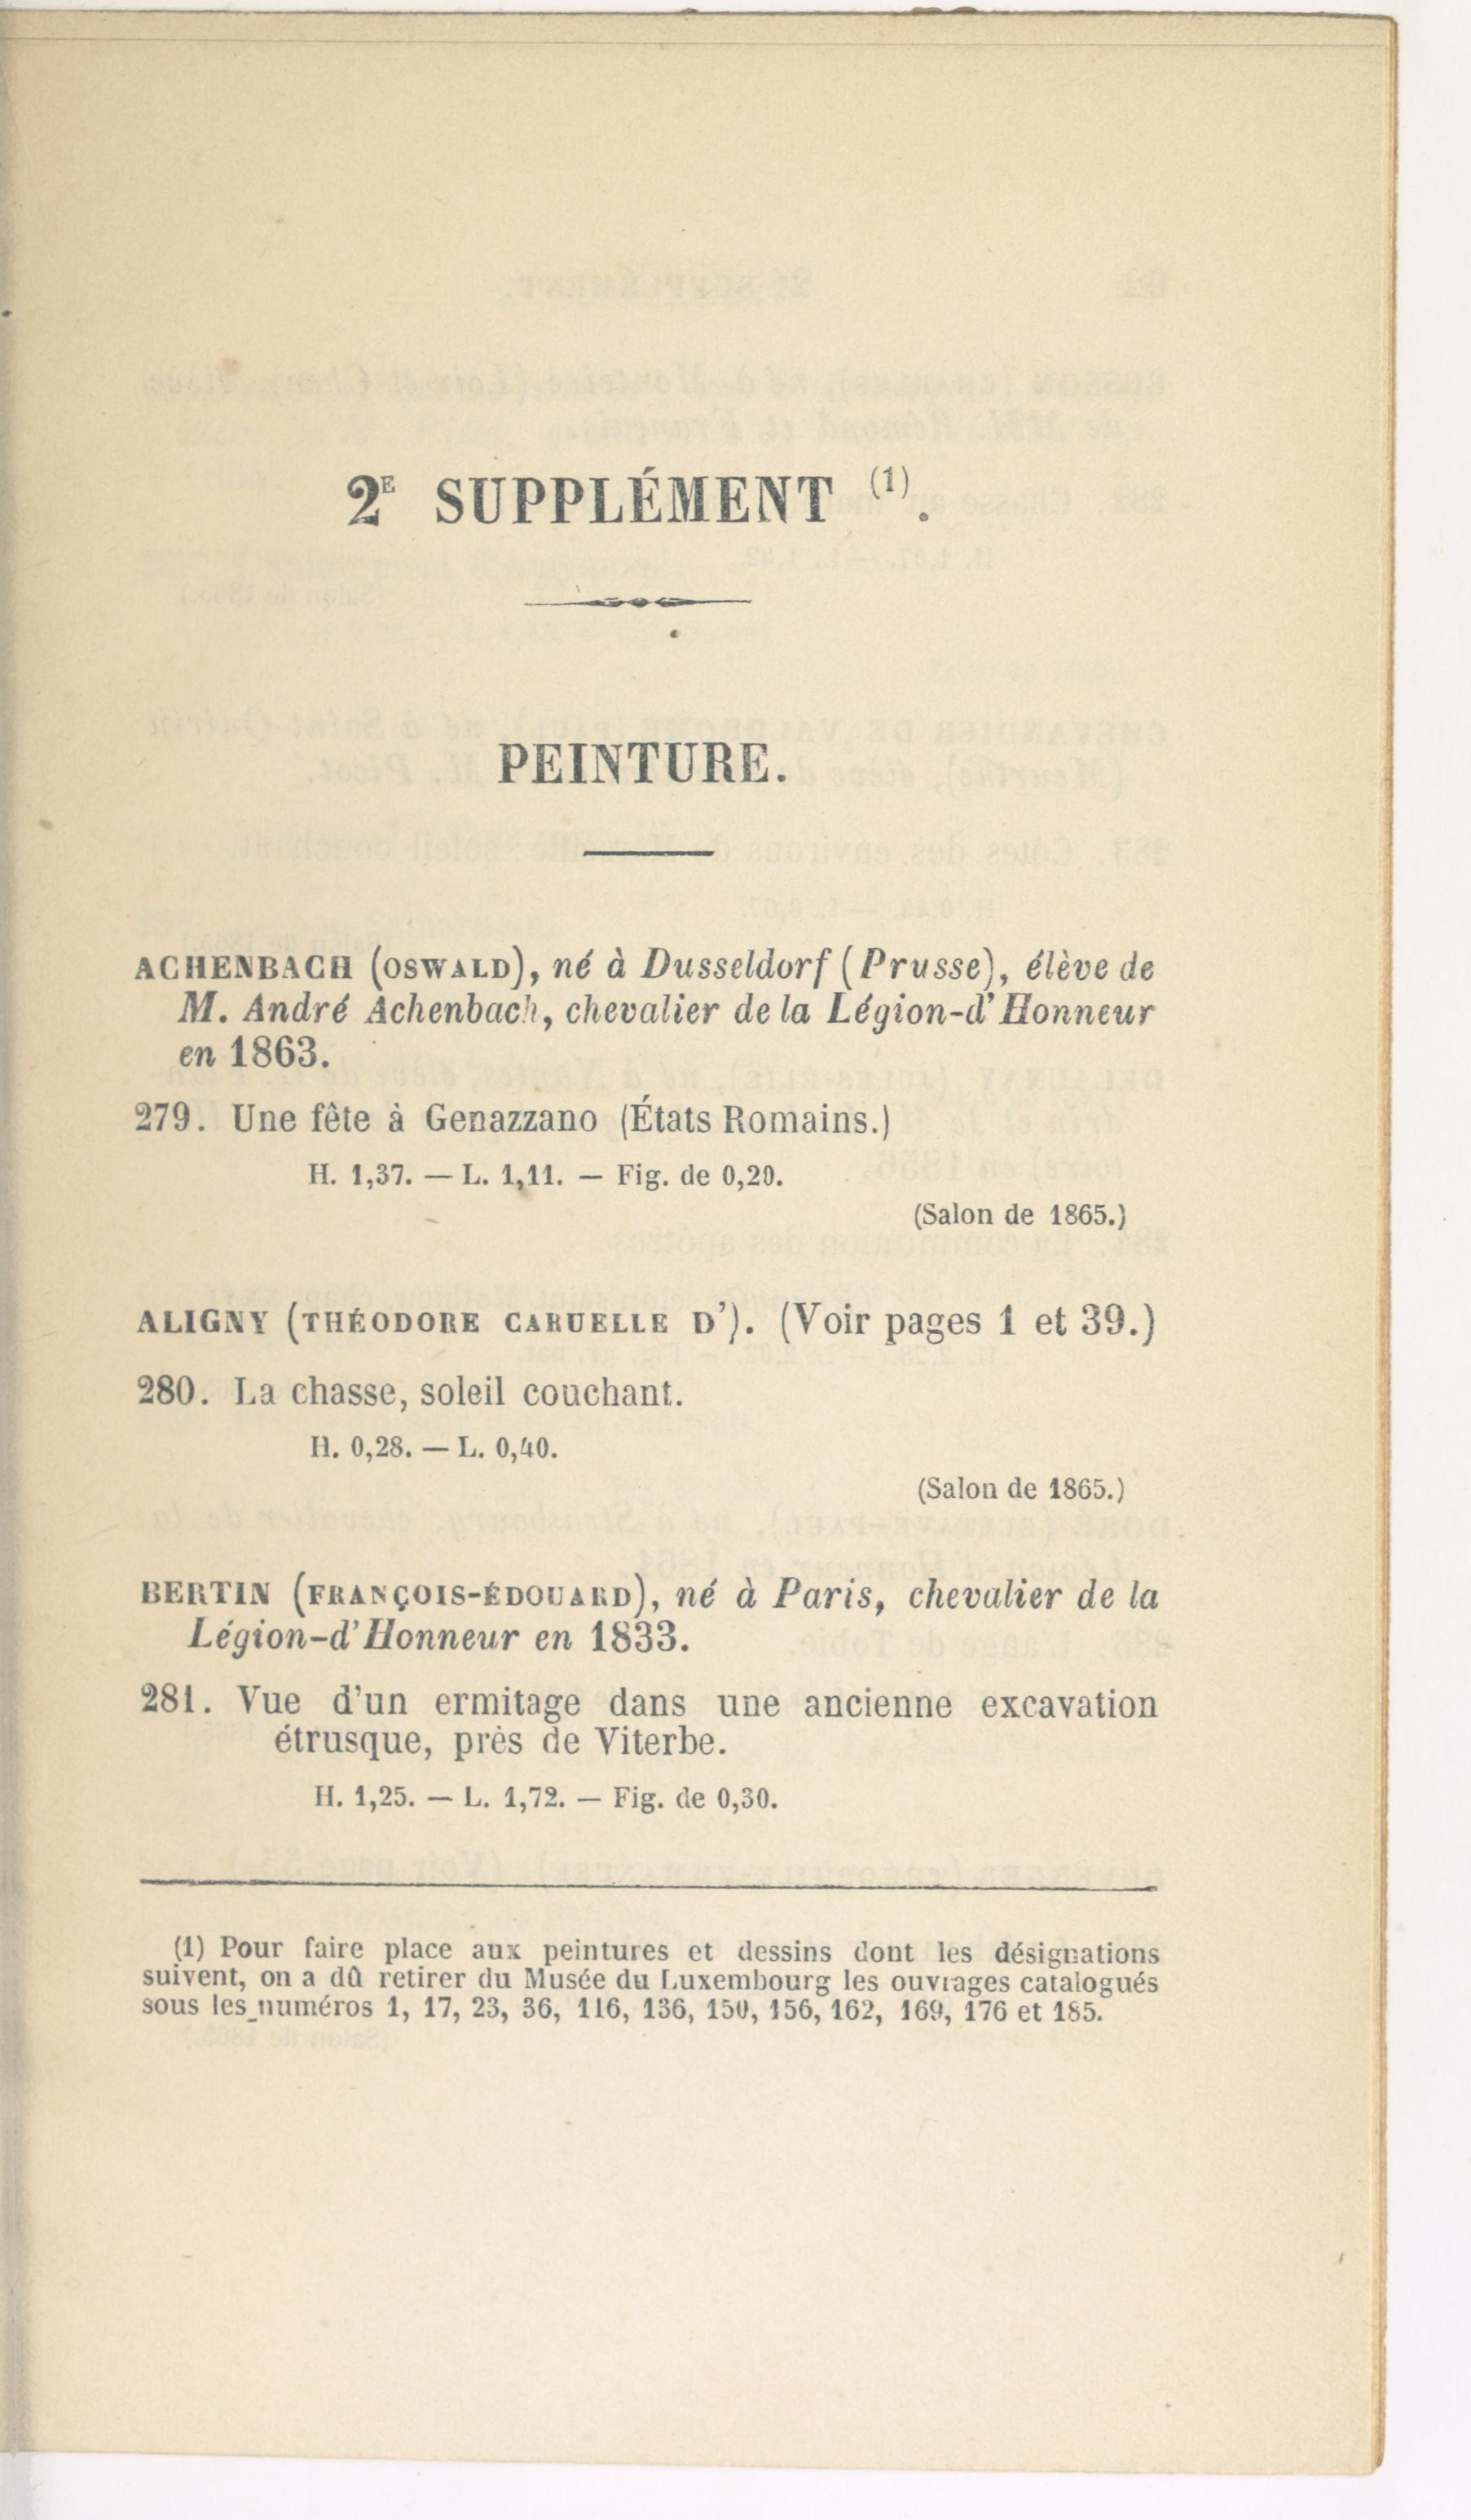 2E SUPPLÉMENT (1).
PEINTURE.
ACHENBACH (OSWALD), né à Dusseldorf (Prusse), élève de
M. André Achenbach, chevalier de la Légion-d'Honneur
en 1863.
279. Une fête à Genazzano (États Romains.)
H. 1,37. — L. 1,11. — Fig. de 0,20.
(Salon de 1865.)
ALIGNY (THÉODORE CARUELLE D'). (Voir pages 1 et 39.)
280. La chasse, soleil couchant.
H. 0,28. — L. 0,40.
(Salon de 1865.)
BERTIN (FRANÇOIS-ÉDOUARD), né à Paris, chevalier de la
Légion-d'Honneur en 1833.
281. Vue d'un ermitage dans une ancienne excavation
étrusque, près de Viterbe.
H. 1,25. — L. 1,72. — Fig. de 0,30.
(1) Pour faire place aux peintures et dessins dont les désignations
suivent, on a dû retirer du Musée du Luxembourg les ouvrages catalogués
sous les numéros 1, 17, 23, 36, 116, 136, 150, 156, 162, 169, 176 et 185.